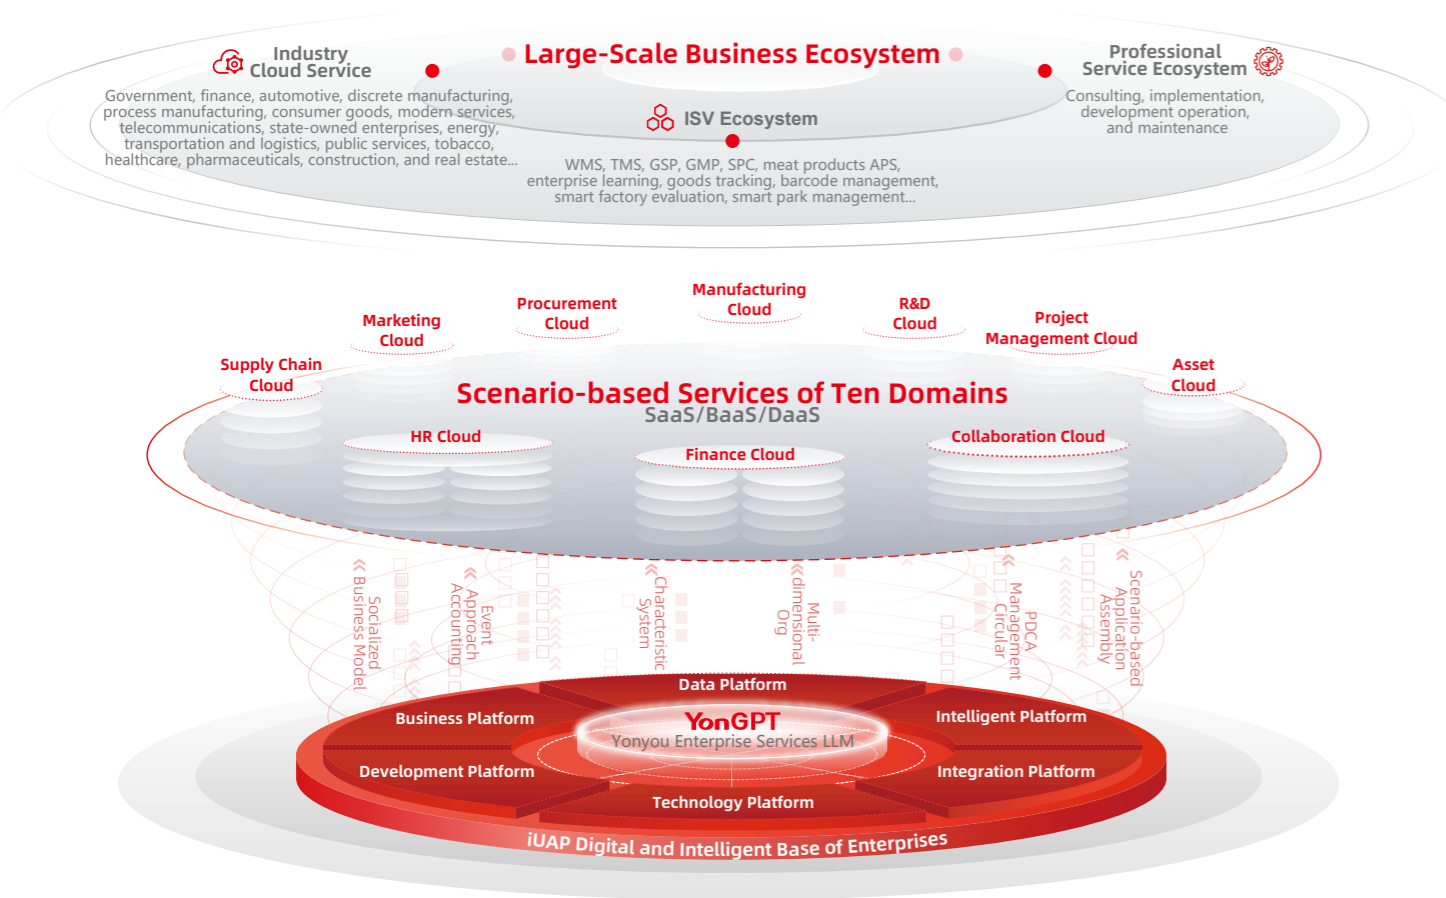 Large-Scale Business Ecosystem
Industry
Cloud Service
Government, finance, automotive, discrete manufacturing,
process manufacturing, consumer goods, modern services,
telecommunications, state-owned enterprises, energy,
transportation and logistics, public services, tobacco,
healthcare, pharmaceuticals, construction, and real estate...
ISV Ecosystem
WMS, TMS, GSP, GMP, SPC, meat products APS,
enterprise learning, goods tracking, barcode management,
smart factory evaluation, smart park management...
Professional
Service Ecosystem
Consulting, implementation,
development operation,
and maintenance
Supply Chain
Cloud
Marketing
Cloud
Procurement
Cloud
Manufacturing
Cloud
R&D
Cloud
Project
Management Cloud
Asset
Cloud
Scenario-based Services of Ten Domains
SaaS/BaaS/DaaS
HR Cloud
Finance Cloud
Collaboration Cloud
Socialized
Business Model
Event
Approach
Accounting
Characteristic
System
Multi-
dimensional
Org
PDCA
Management
Circular
Scenario-based
Application
Assembly
Data Platform
Business Platform
YonGPT
Yonyou Enterprise Services LLM
Intelligent Platform
Development Platform
Integration Platform
Technology Platform
iUAP Digital and Intelligent Base of Enterprises